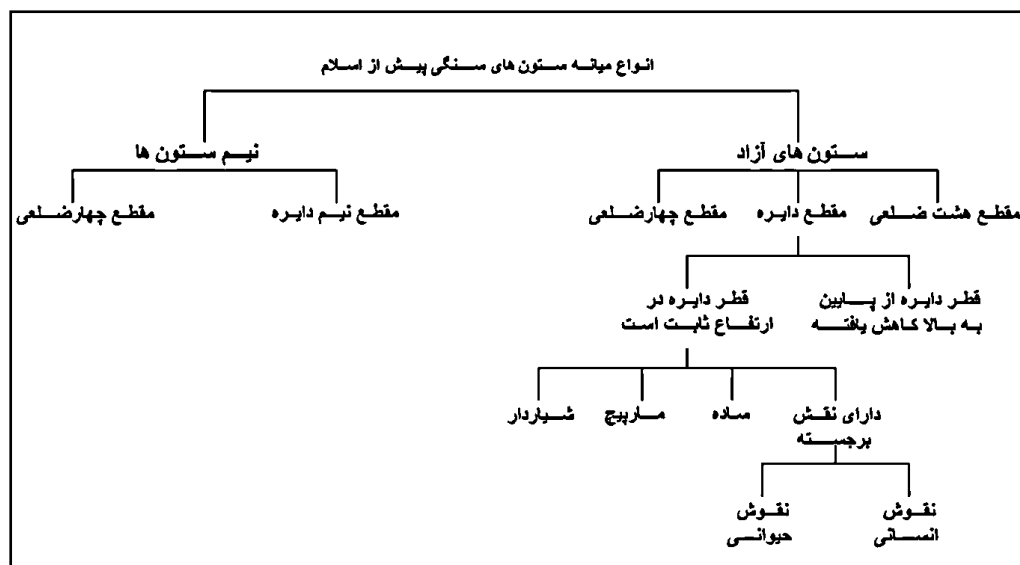 انواع میانه ستون های سنگی پیش از اسلام
ستون های آزاد
نیم ستون ها
مقطع هشت ضلعی
مقطع دایره
مقطع چهارضلعی
مقطع نیم دایره
مقطع چهارضلعی
قطر دایره از پایین
به بالا کاهش یافته
قطر دایره در
ارتفاع ثابت است
دارای نقش
برجسته
ساده
مارپیچ
شیاردار
نقوش
انسانی
نقوش
حیوانی